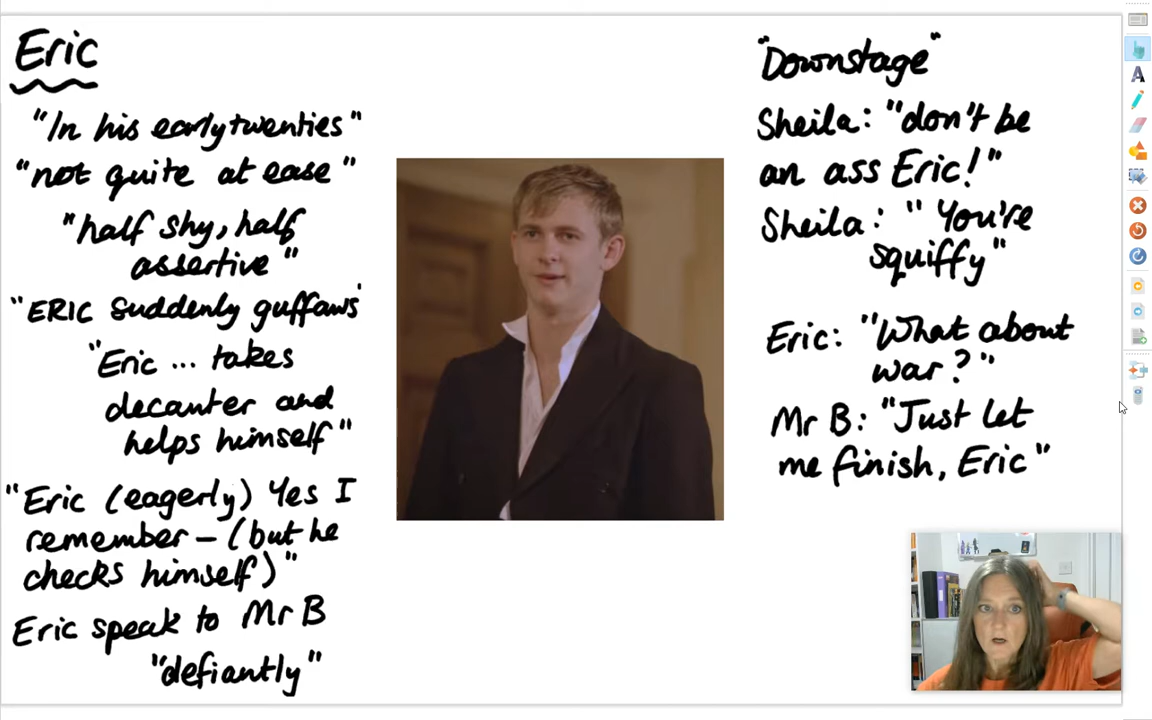 Eric
"In his early twenties"
"not quite at ease"
"half shy, half
assertive"
"ERIC suddenly guffaws'
"Eric ... takes
decanter and
helps himself"
"Eric (eagerly) Yes I
remember – (but he
checks himself)"
Eric speak to Mr B
"defiantly"
"Downstage"
Sheila: "don't be
an ass Eric!"
Sheila: "You're
squiffy"
Eric: "What about
war?"
Mr B: "Just let
me finish, Eric"